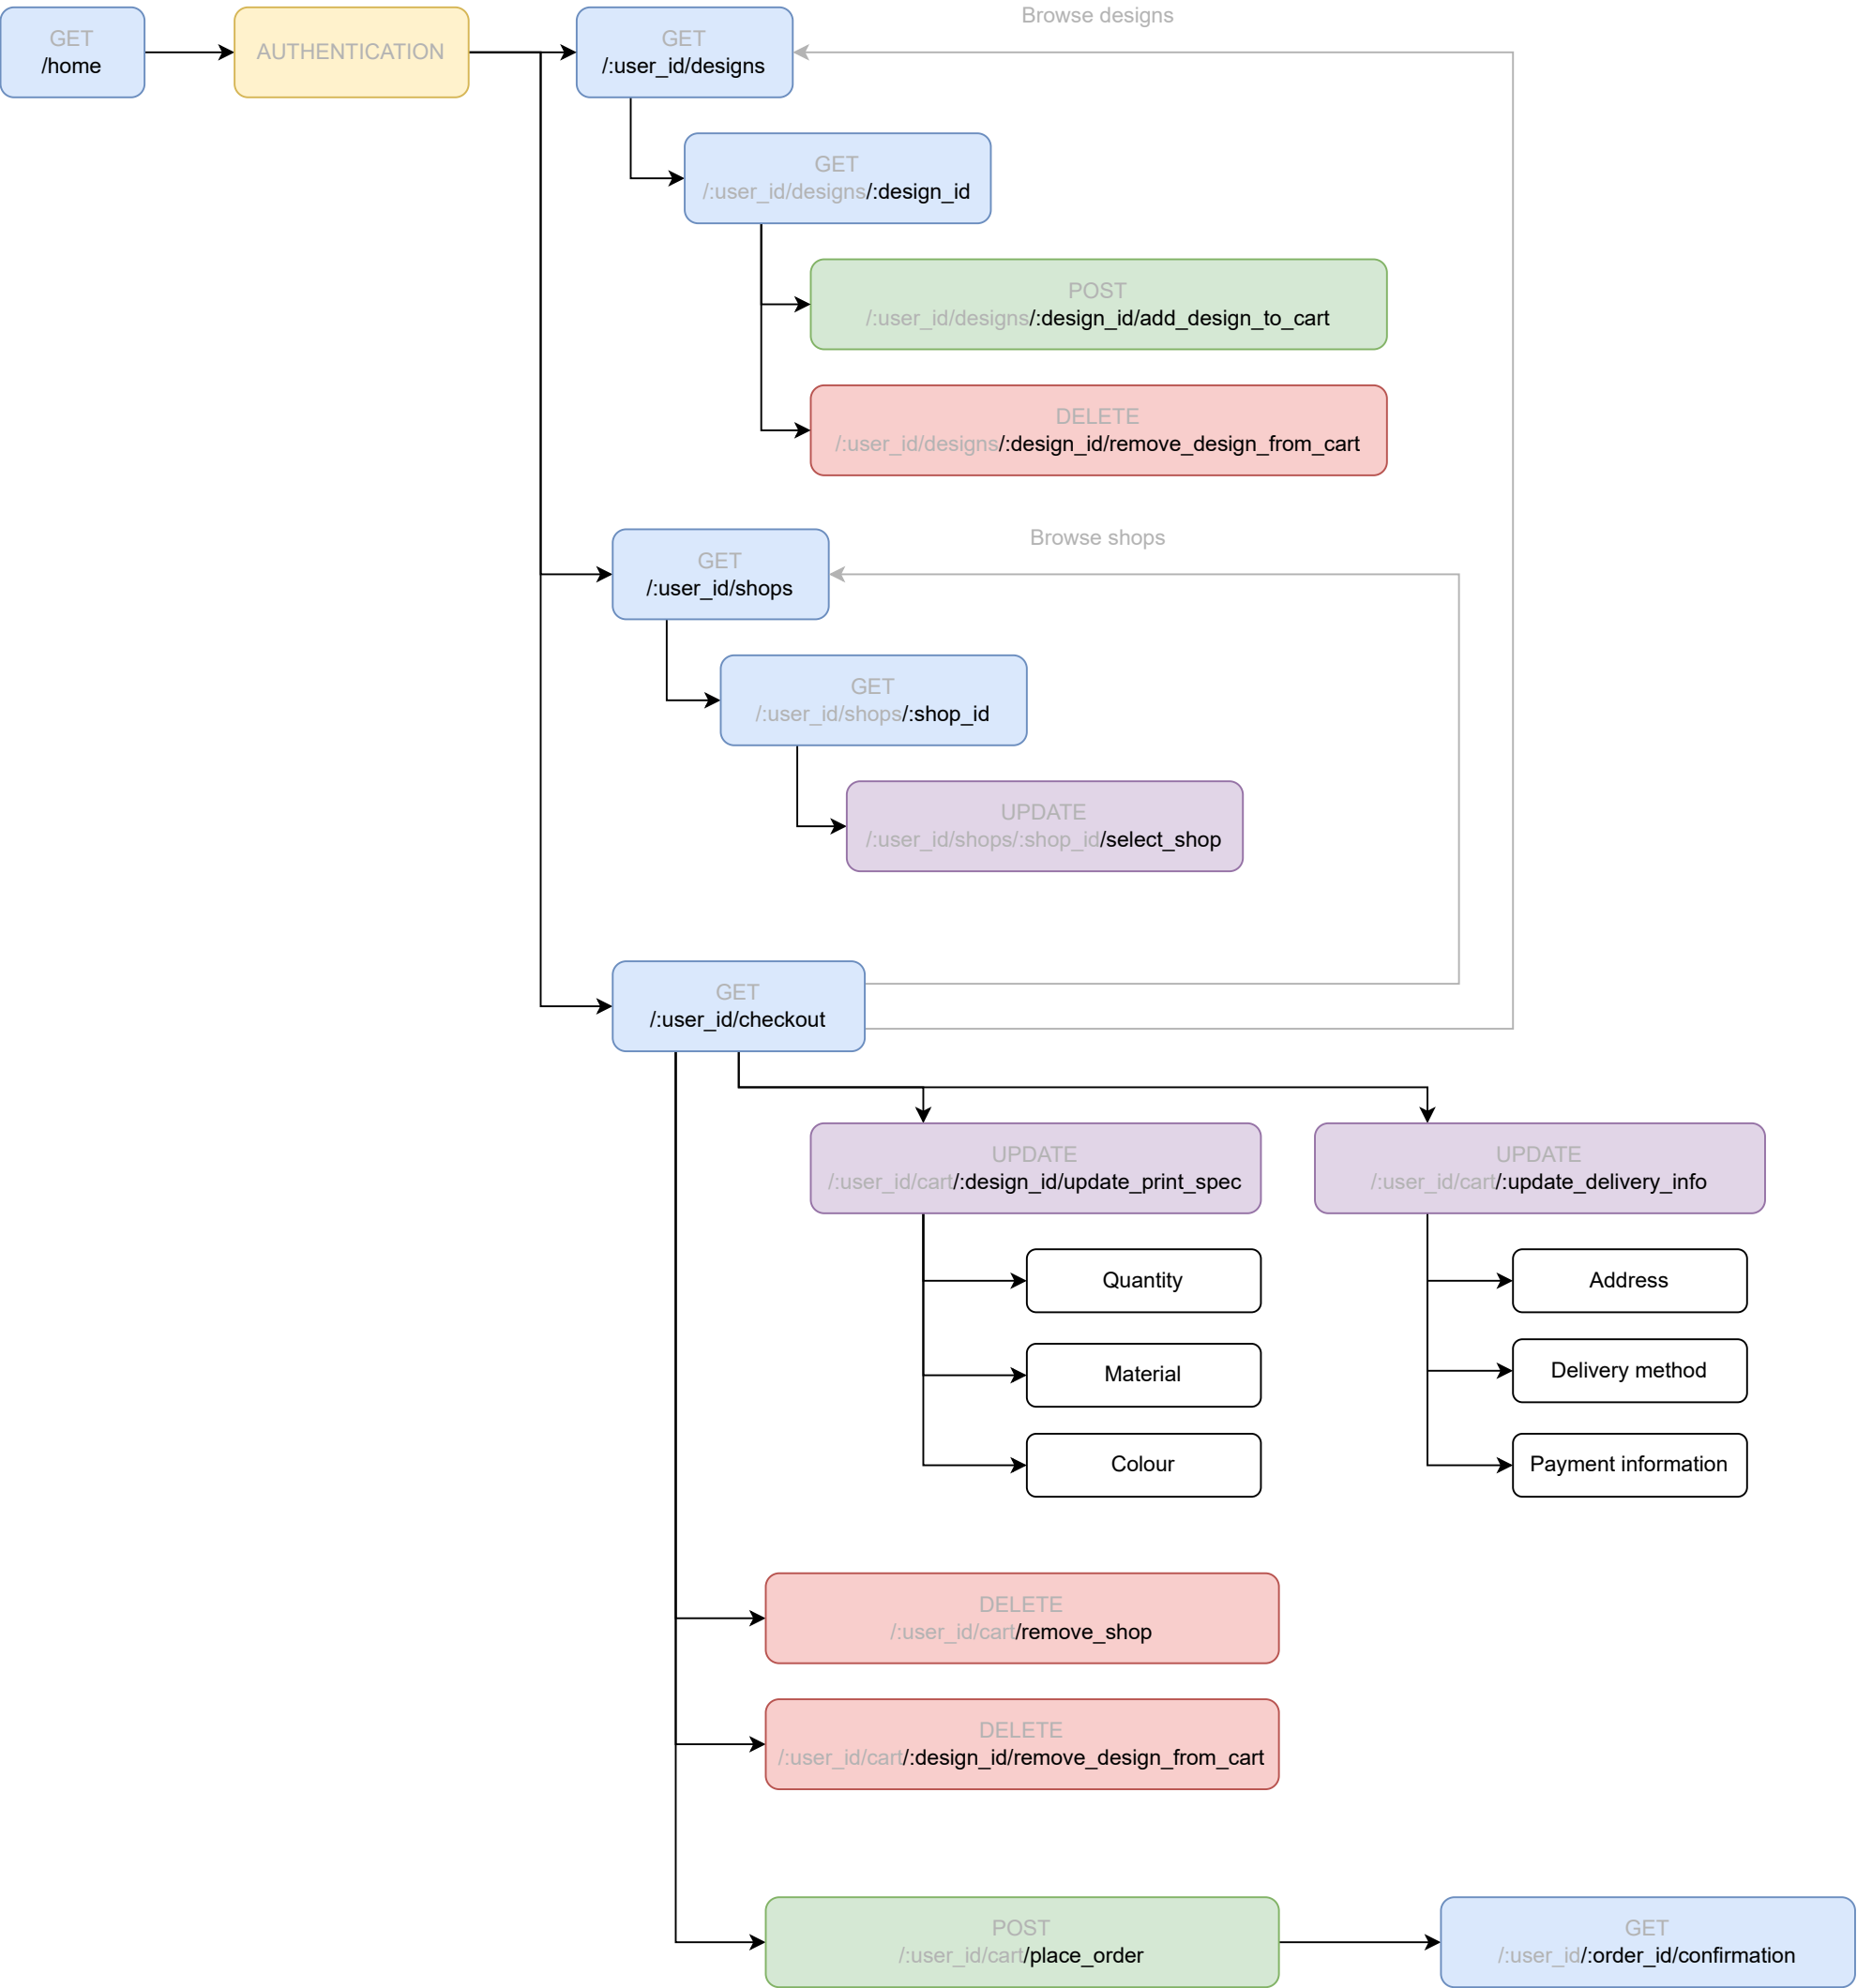 Browse designs
GET
/home
AUTHENTICATION
GET
/:user_id/designs
GET
/:user_id/designs/:design_id
POST
/:user_id/designs/:design_id/add_design_to_cart
DELETE
/:user_id/designs/:design_id/remove_design_from_cart
Browse shops
GET
/:user_id/shops
GET
/:user_id/shops/:shop_id
UPDATE
/:user_id/shops/:shop_id/select_shop
GET
/:user_id/checkout
UPDATE
/:user_id/cart/:design_id/update_print_spec
UPDATE
/:user_id/cart/:update_delivery_info
Quantity
Address
Material
Delivery method
Colour
Payment information
DELETE
/:user_id/cart/remove_shop
DELETE
/:user_id/cart/:design_id/remove_design_from_cart
POST
/:user_id/cart/place_order
GET
/:user_id/:order_id/confirmation